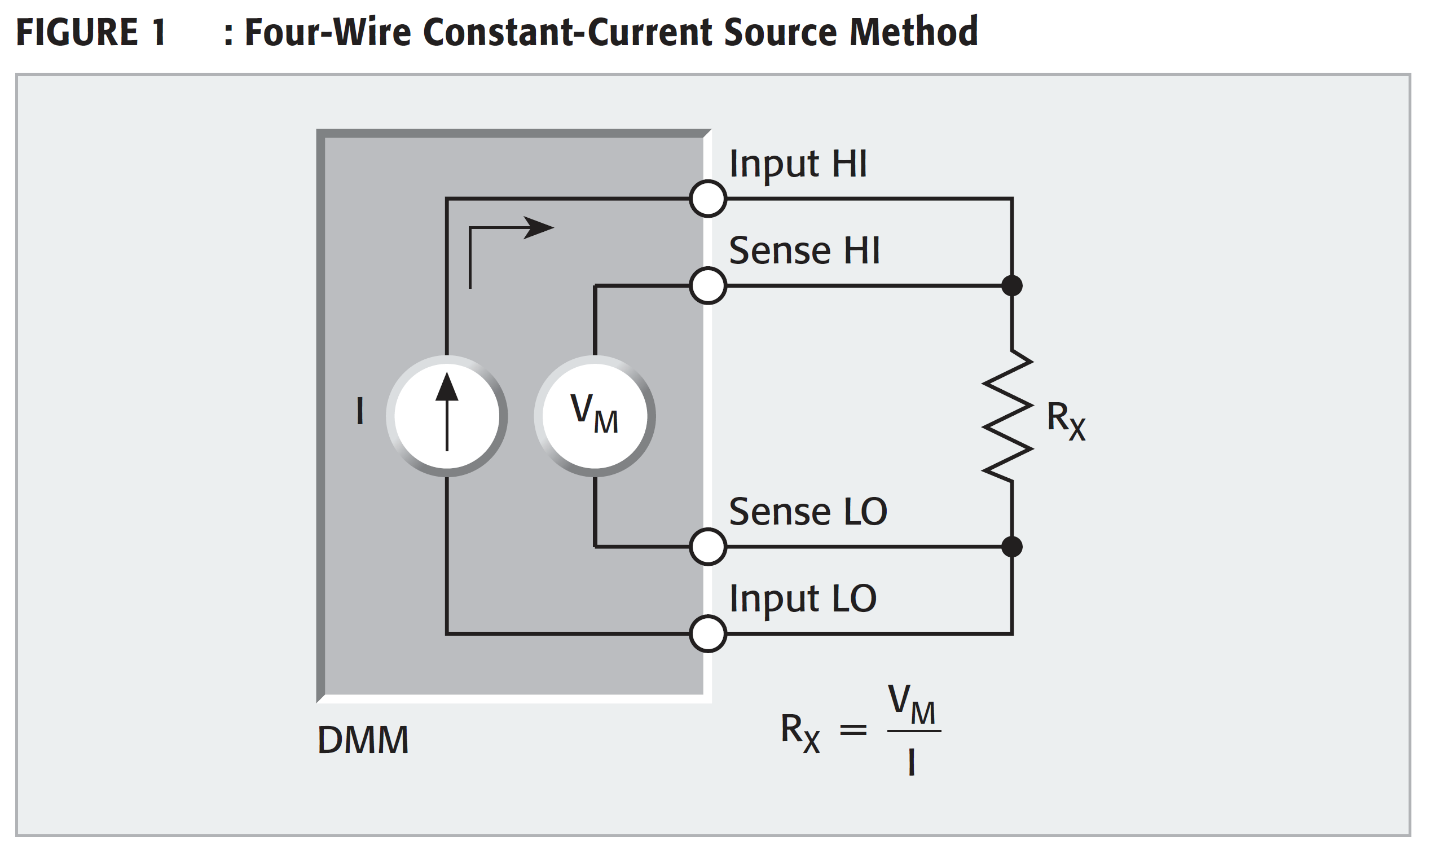 FIGURE 1 : Four-Wire Constant-Current Source Method
Input HI
Sense HI
I
VM
RX
Sense LO
Input LO
DMM
RX = VM / I